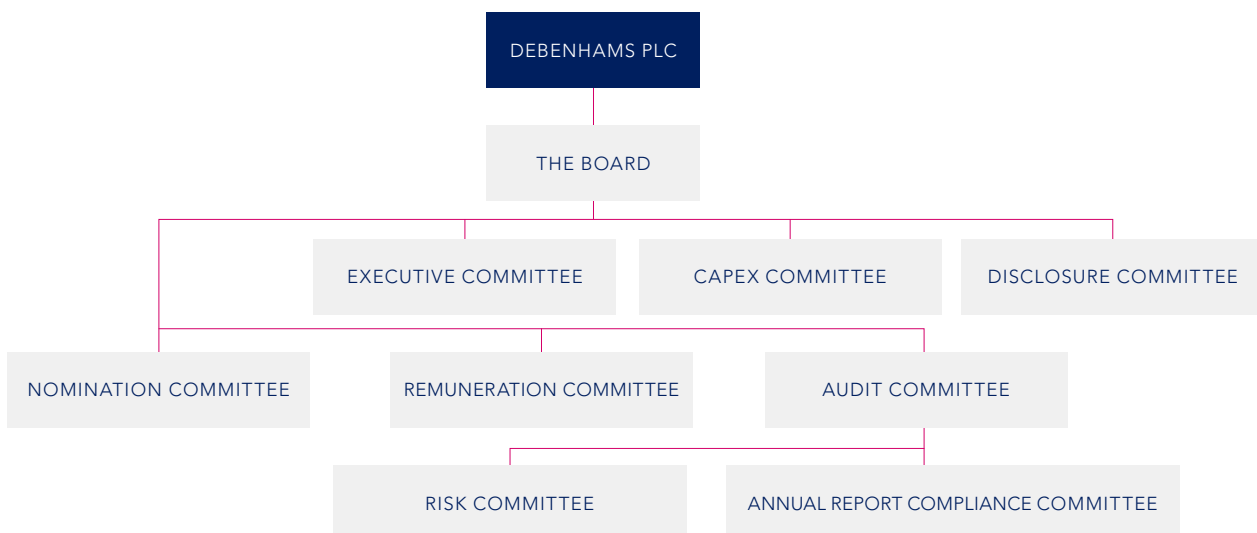 DEBENHAMS PLC
THE BOARD
EXECUTIVE COMMITTEE
CAPEX COMMITTEE
DISCLOSURE COMMITTEE
NOMINATION COMMITTEE
REMUNERATION COMMITTEE
AUDIT COMMITTEE
RISK COMMITTEE
ANNUAL REPORT COMPLIANCE COMMITTEE